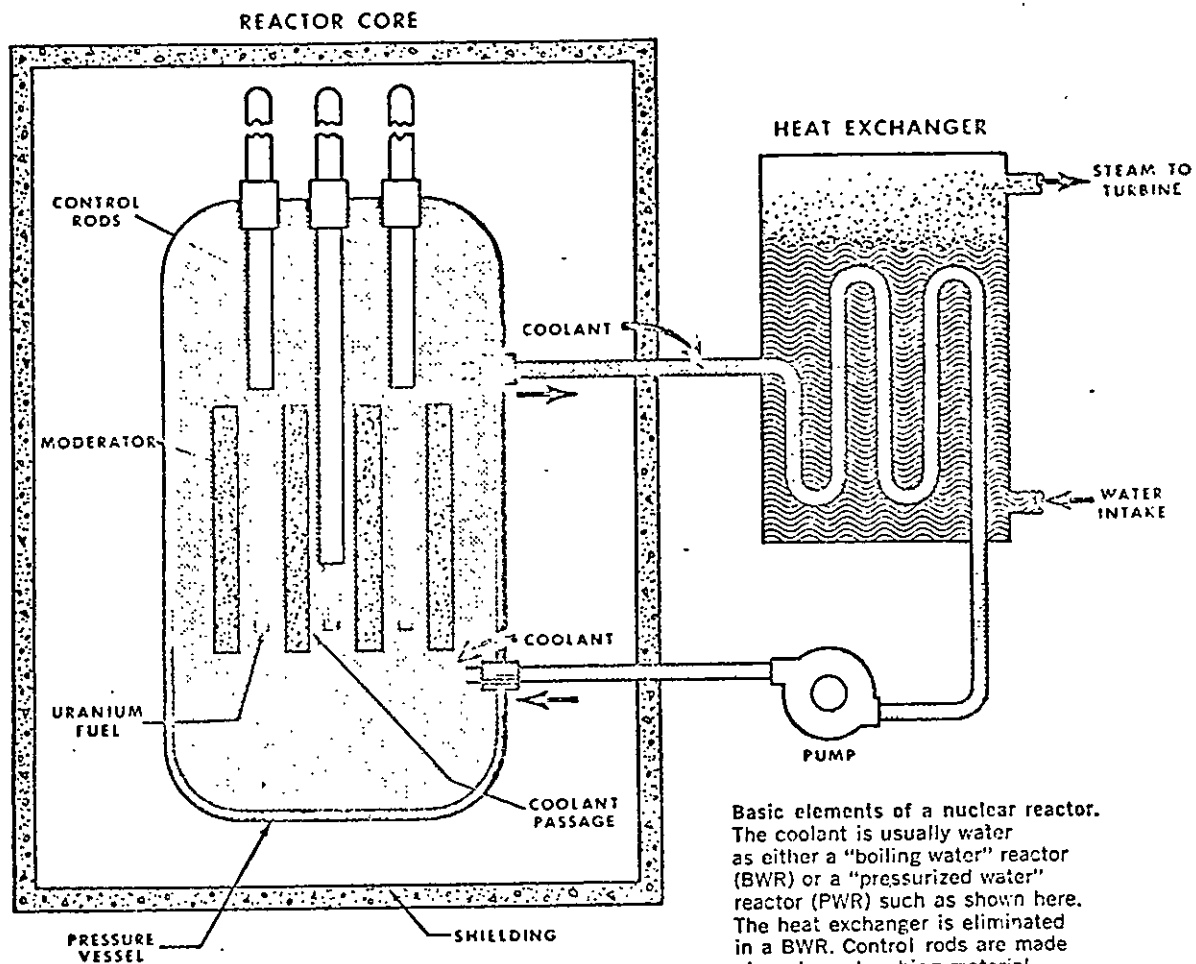 REACTOR CORE
HEAT EXCHANGER
STEAM TO
TURBINE
CONTROL
RODS
COOLANT
MODERATOR
WATER
INTAKE
COOLANT
URANIUM
FUEL
PUMP
COOLANT
PASSAGE
PRESSURE
VESSEL
SHIELDING
Basic elements of a nuclear reactor.
The coolant is usually water
as either a "boiling water" reactor
(BWR) or a "pressurized water"
reactor (PWR) such as shown here.
The heat exchanger is eliminated
in a BWR. Control rods are made